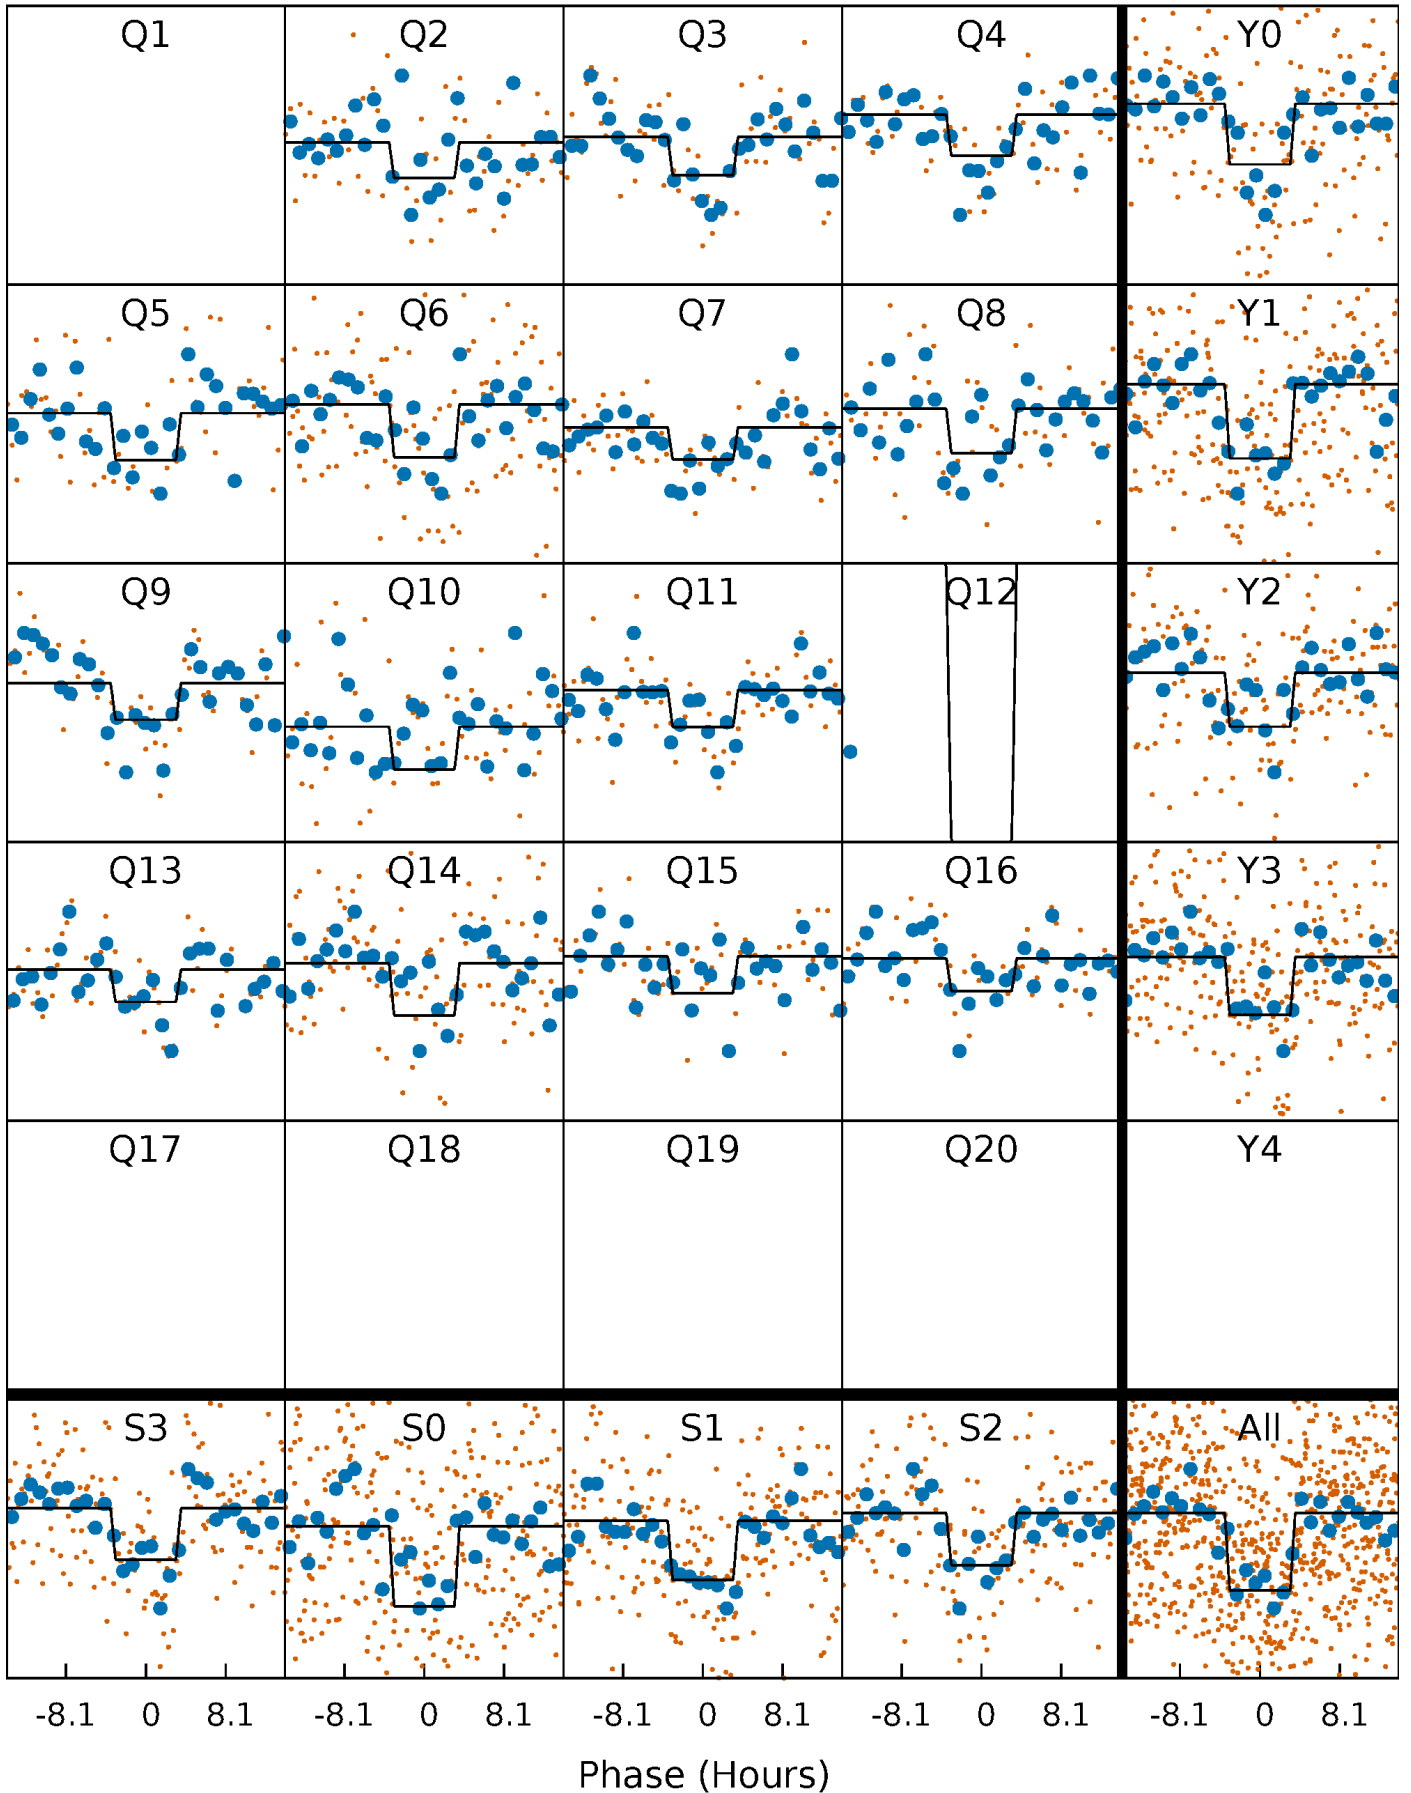 Q1 Q2 Q3 Q4 Y0
Q5 Q6 Q7 Q8 Y1
Q9 Q10 Q11 Q12 Y2
Q13 Q14 Q15 Q16 Y3
Q17 Q18 Q19 Q20 Y4
S3 S0 S1 S2 All
-8.1 0 8.1 -8.1 0 8.1 -8.1 0 8.1 -8.1 0 8.1 -8.1 0 8.1
Phase (Hours)